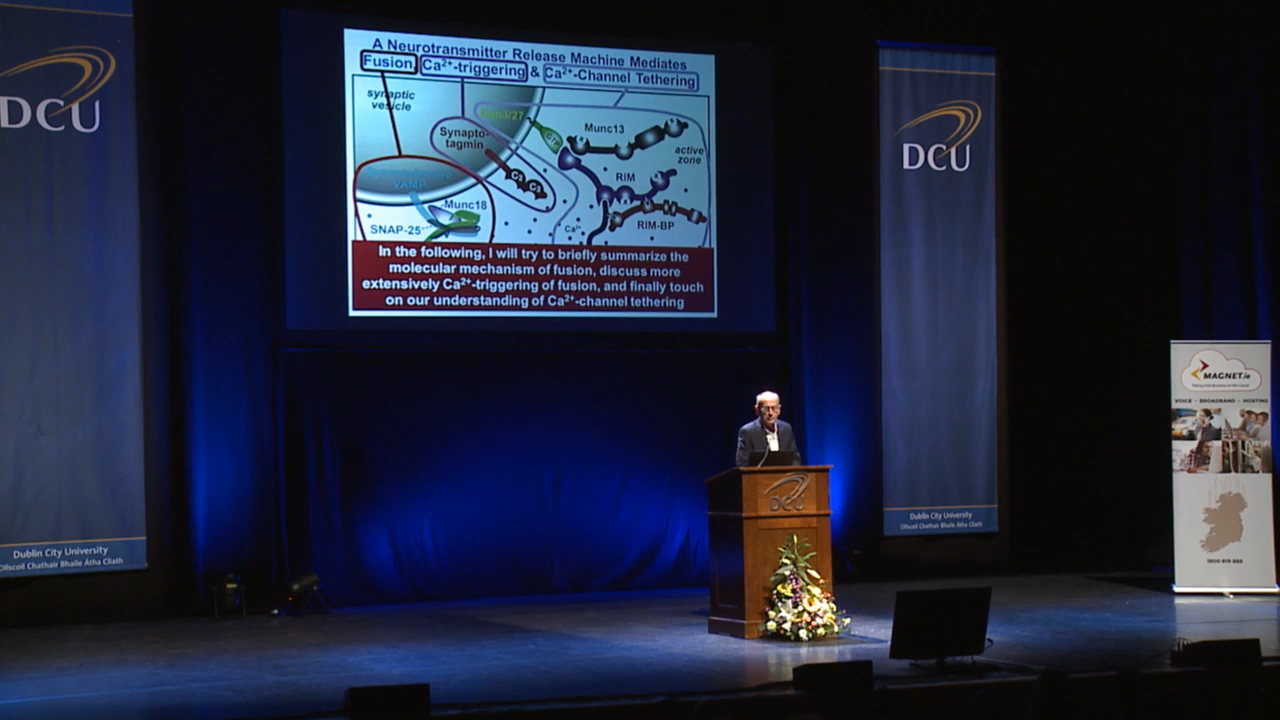 A Neurotransmitter Release Machine Mediates
Fusion, Ca²⁺-triggering & Ca²⁺-Channel Tethering
synaptic
vesicle
Synapto-
tagmin
GTP
Munc13
active
zone
C₂
C₂
RIM
VAMP
Munc18
SNAP-25
Ca²⁺
RIM-BP
In the following, I will try to briefly summarize the
molecular mechanism of fusion, discuss more
extensively Ca²⁺-triggering of fusion, and finally touch
on our understanding of Ca²⁺-channel tethering
DCU
Dublin City University
Ollscoil Chathair Bhaile Átha Cliath
DCU
Dublin City University
Ollscoil Chathair Bhaile Átha Cliath
DCU
MAGNET.ie
VOICE • BROADBAND • HOSTING
1800 819 888